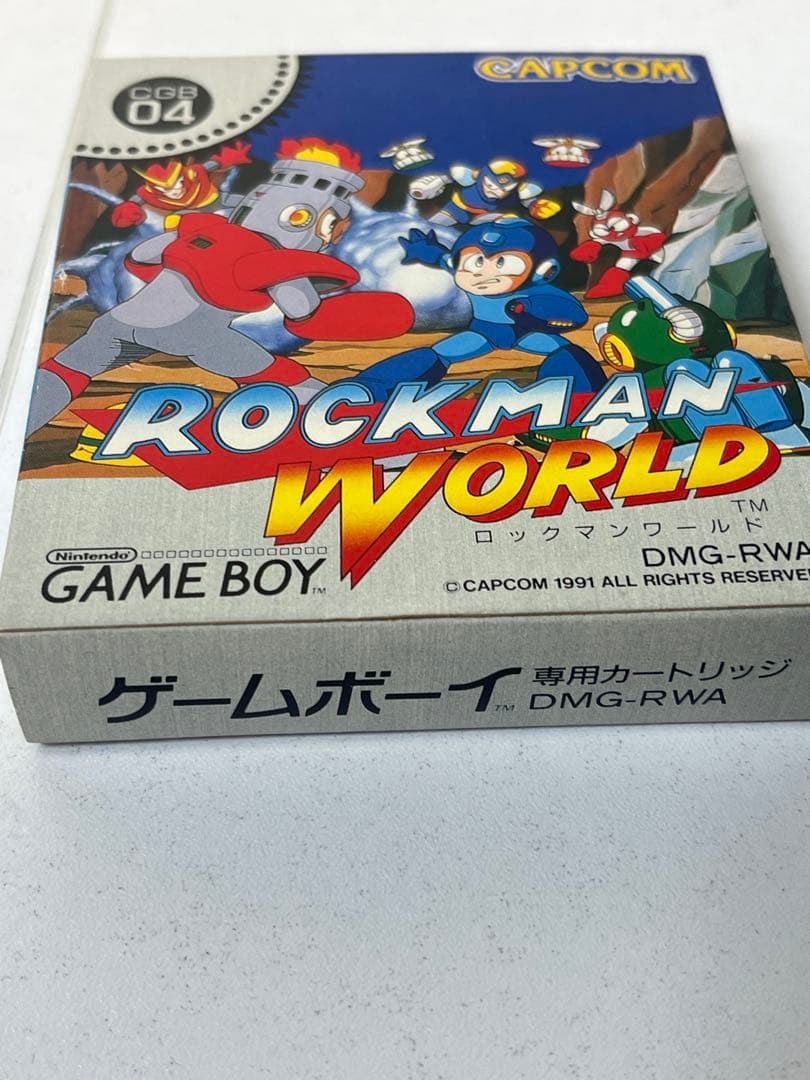 CAPCOM
CGB
04
ROCKMAN
WORLD
TM
ロックマンワールド
Nintendo
GAME BOY
TM
DMG-RWA
©CAPCOM 1991 ALL RIGHTS RESERVE
ゲームボーイ
TM
専用カートリッジ
DMG-RWA